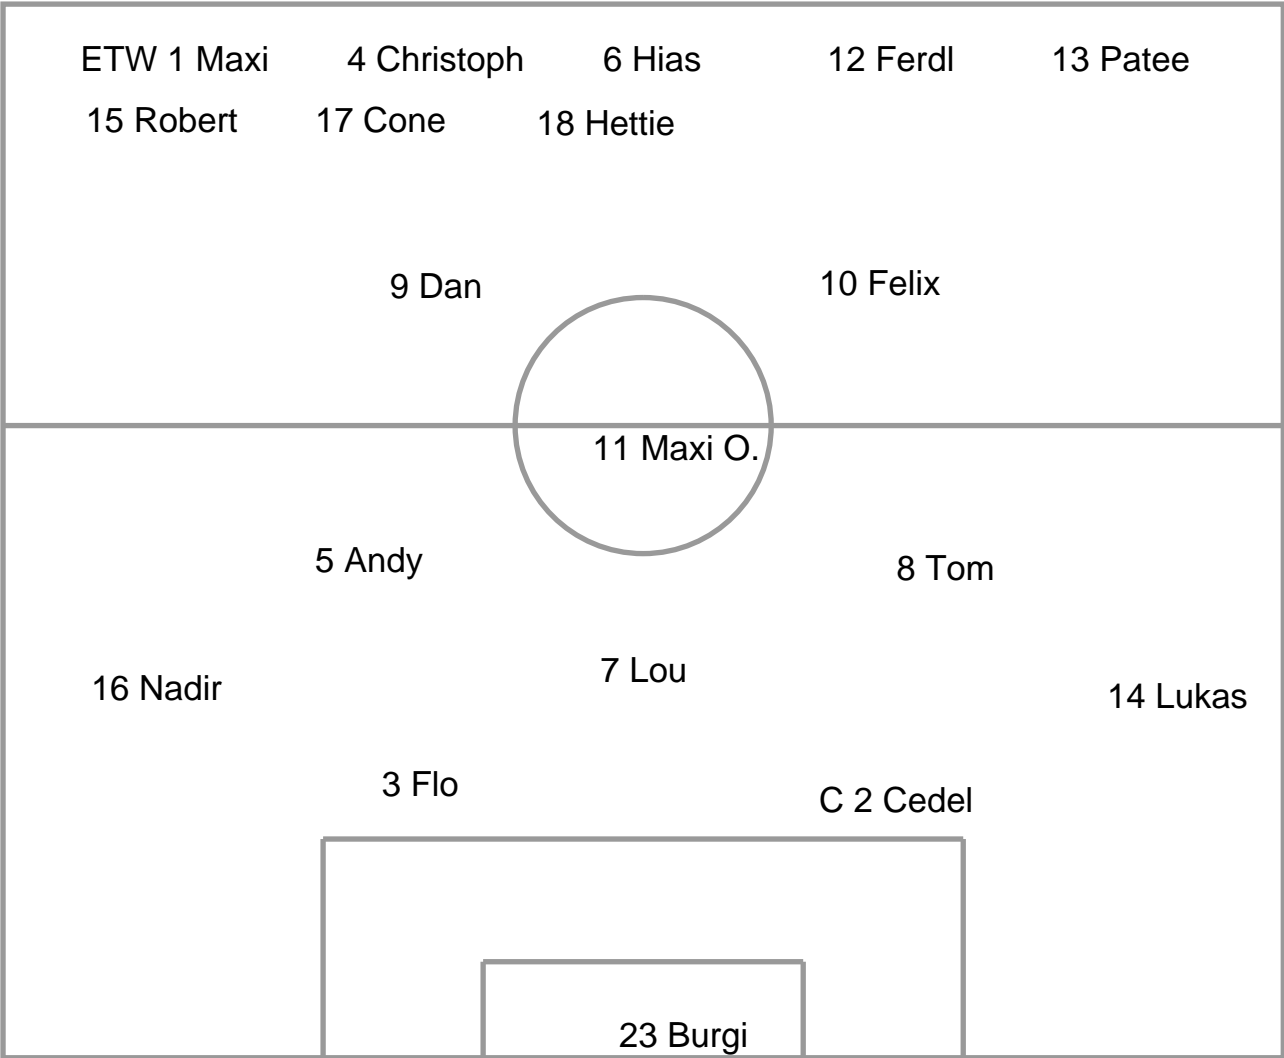 ETW 1 Maxi 4 Christoph 6 Hias 12 Ferdl 13 Patee
15 Robert 17 Cone 18 Hettie
9 Dan 10 Felix
11 Maxi O.
5 Andy 8 Tom
7 Lou
16 Nadir 14 Lukas
3 Flo C 2 Cedel
23 Burgi